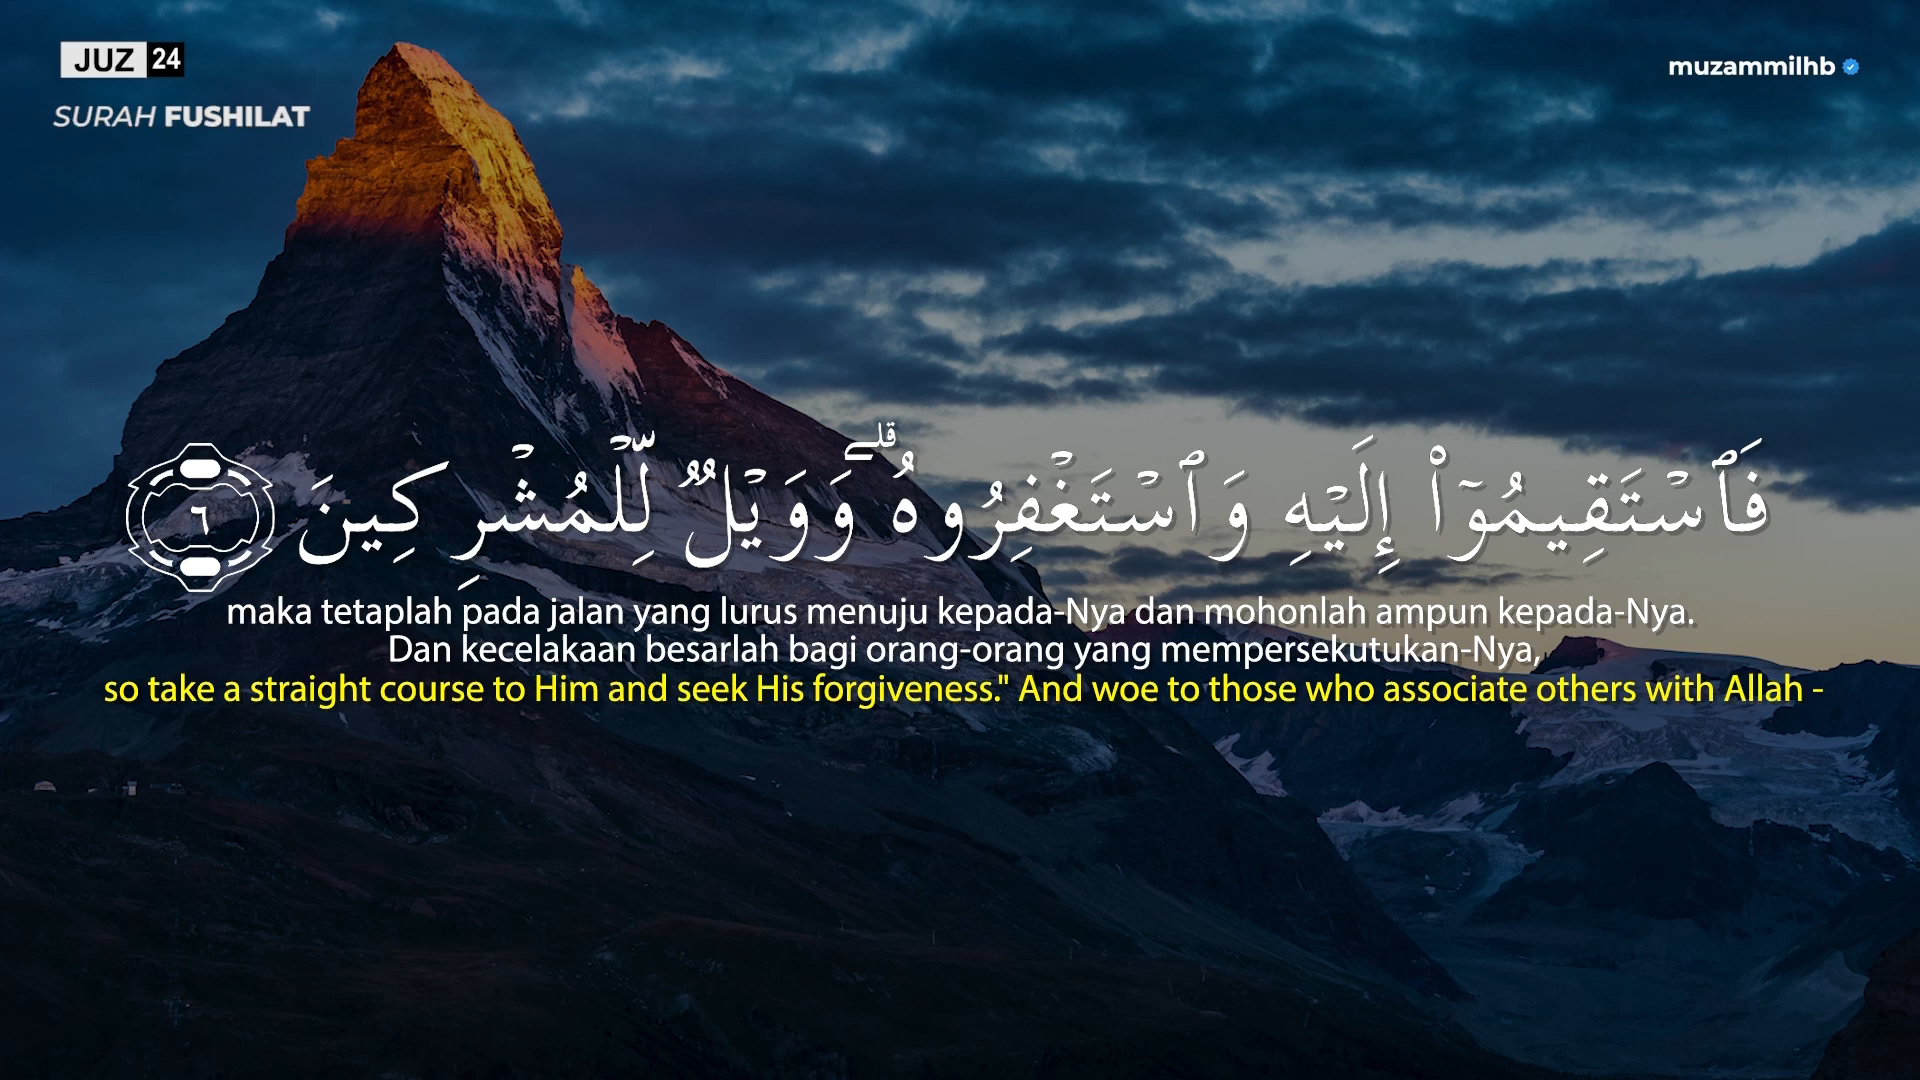 JUZ 24
SURAH FUSHILAT
muzammilhb
فَٱسْتَقِيمُوٓا۟ إِلَيْهِ وَٱسْتَغْفِرُوهُ ۗ وَوَيْلٌ لِّلْمُشْرِكِينَ ٦
maka tetaplah pada jalan yang lurus menuju kepada-Nya dan mohonlah ampun kepada-Nya.
Dan kecelakaan besarlah bagi orang-orang yang mempersekutukan-Nya,
so take a straight course to Him and seek His forgiveness." And woe to those who associate others with Allah -